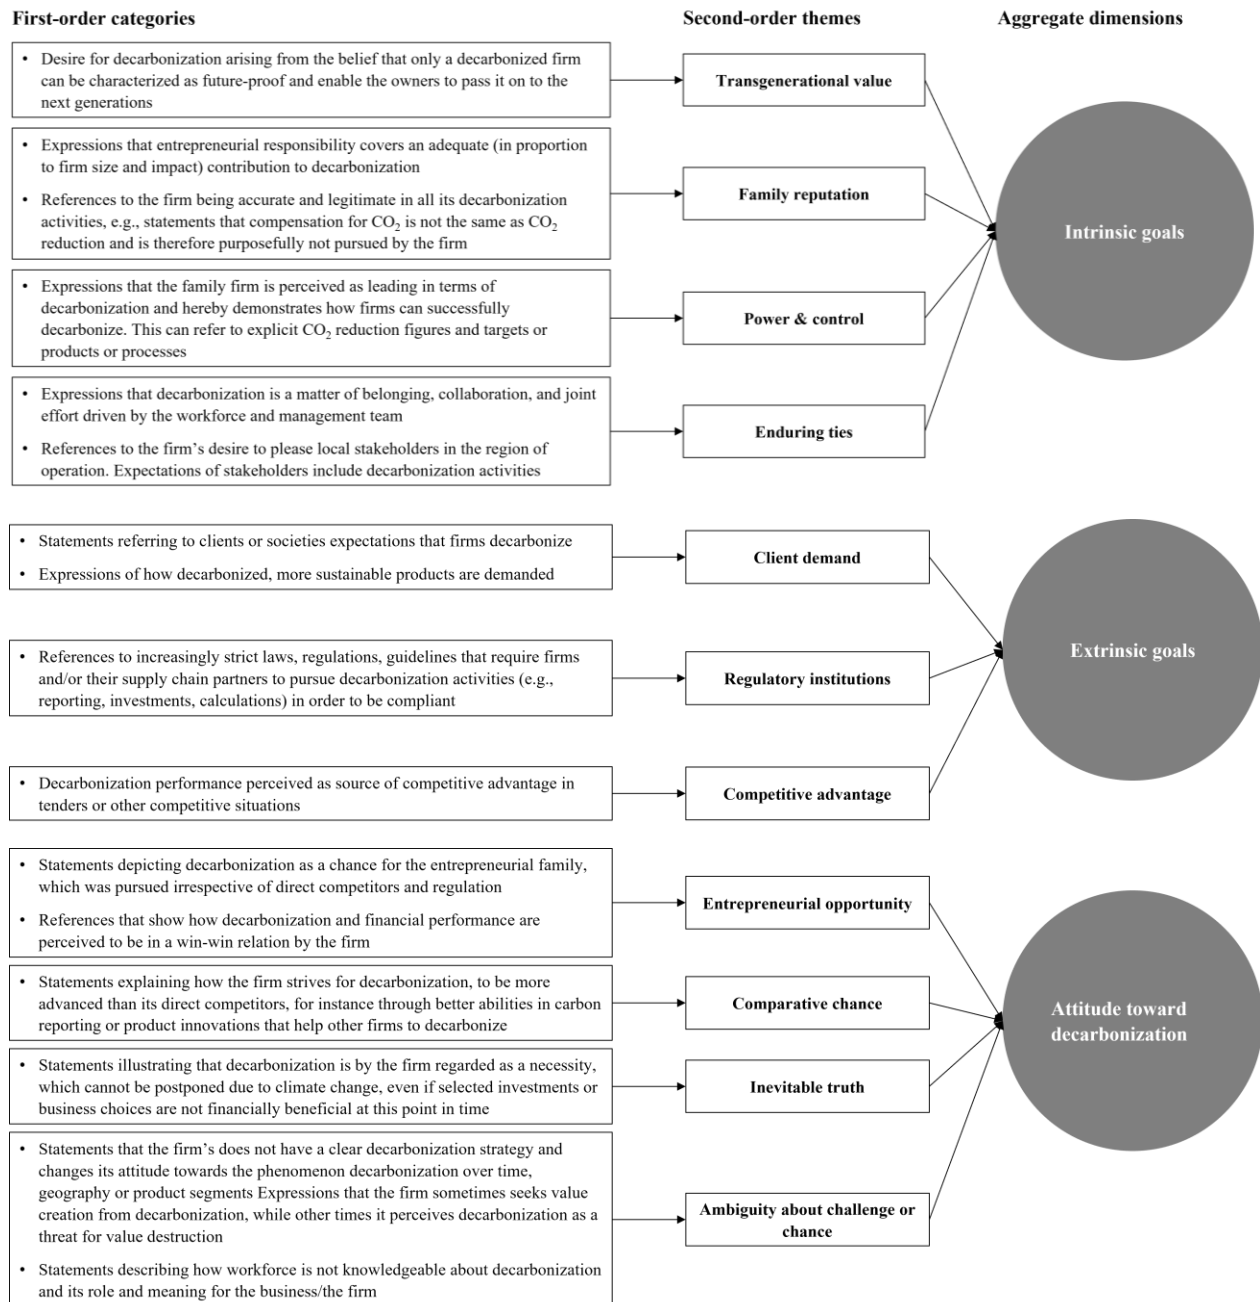 First-order categories
Second-order themes
Aggregate dimensions
• Desire for decarbonization arising from the belief that only a decarbonized firm
can be characterized as future-proof and enable the owners to pass it on to the
next generations
Transgenerational value
• Expressions that entrepreneurial responsibility covers an adequate (in proportion
to firm size and impact) contribution to decarbonization
• References to the firm being accurate and legitimate in all its decarbonization
activities, e.g., statements that compensation for CO₂ is not the same as CO₂
reduction and is therefore purposefully not pursued by the firm
Family reputation
• Expressions that the family firm is perceived as leading in terms of
decarbonization and hereby demonstrates how firms can successfully
decarbonize. This can refer to explicit CO₂ reduction figures and targets or
products or processes
Power & control
• Expressions that decarbonization is a matter of belonging, collaboration, and joint
effort driven by the workforce and management team
• References to the firm's desire to please local stakeholders in the region of
operation. Expectations of stakeholders include decarbonization activities
Enduring ties
Intrinsic goals
• Statements referring to clients or societies expectations that firms decarbonize
• Expressions of how decarbonized, more sustainable products are demanded
Client demand
• References to increasingly strict laws, regulations, guidelines that require firms
and/or their supply chain partners to pursue decarbonization activities (e.g.,
reporting, investments, calculations) in order to be compliant
Regulatory institutions
• Decarbonization performance perceived as source of competitive advantage in
tenders or other competitive situations
Competitive advantage
Extrinsic goals
• Statements depicting decarbonization as a chance for the entrepreneurial family,
which was pursued irrespective of direct competitors and regulation
• References that show how decarbonization and financial performance are
perceived to be in a win-win relation by the firm
Entrepreneurial opportunity
• Statements explaining how the firm strives for decarbonization, to be more
advanced than its direct competitors, for instance through better abilities in carbon
reporting or product innovations that help other firms to decarbonize
Comparative chance
• Statements illustrating that decarbonization is by the firm regarded as a necessity,
which cannot be postponed due to climate change, even if selected investments or
business choices are not financially beneficial at this point in time
Inevitable truth
• Statements that the firm's does not have a clear decarbonization strategy and
changes its attitude towards the phenomenon decarbonization over time,
geography or product segments Expressions that the firm sometimes seeks value
creation from decarbonization, while other times it perceives decarbonization as a
threat for value destruction
• Statements describing how workforce is not knowledgeable about decarbonization
and its role and meaning for the business/the firm
Ambiguity about challenge or
chance
Attitude toward
decarbonization